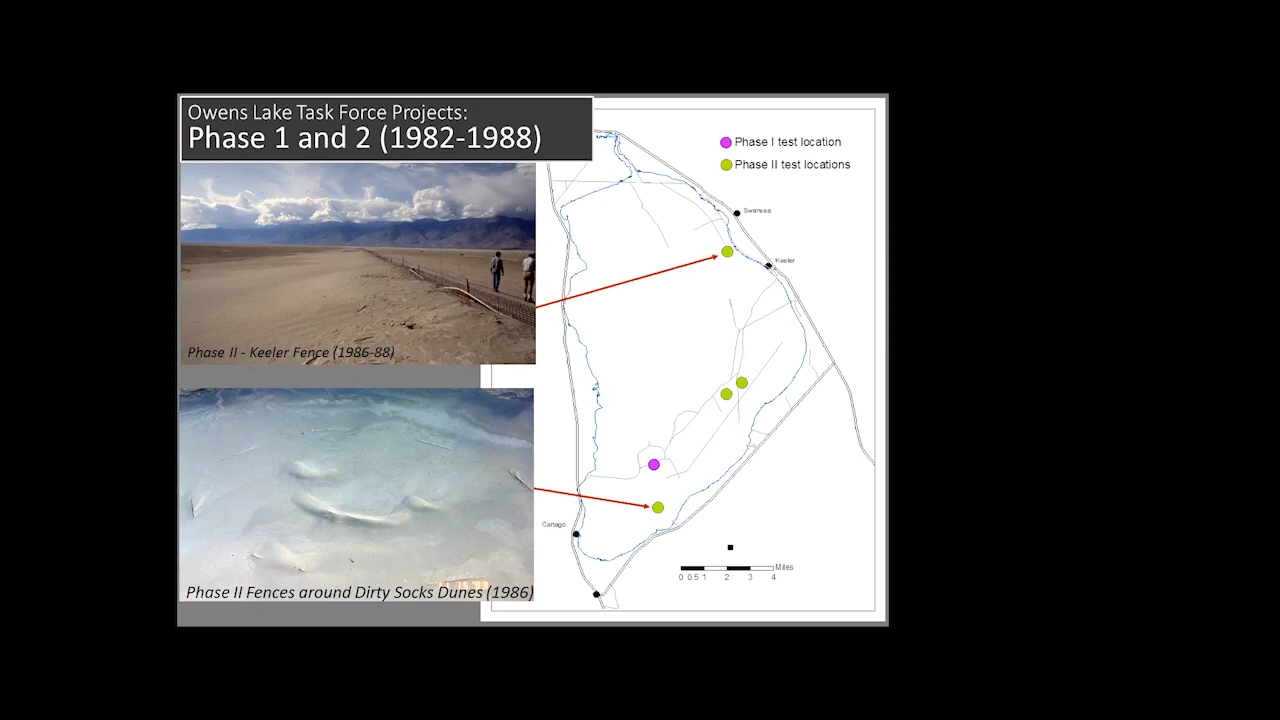 Owens Lake Task Force Projects:
Phase 1 and 2 (1982-1988)
Phase I test location
Phase II test locations
Swansea
Keeler
Phase II - Keeler Fence (1986-88)
Cartago
Miles
0 0.5 1 2 3 4
Phase II Fences around Dirty Socks Dunes (1986)